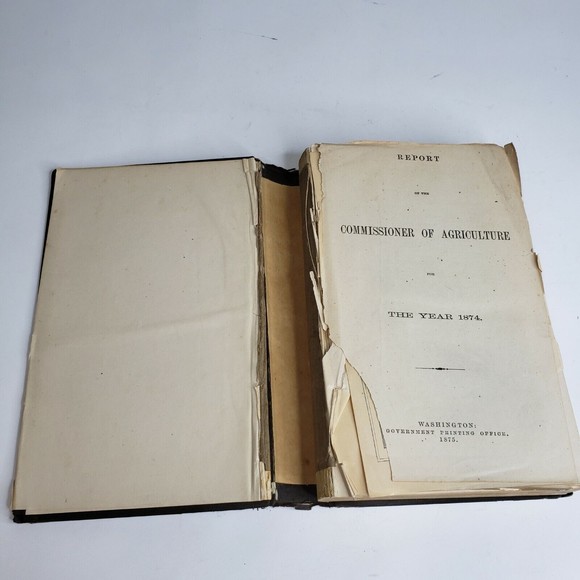 REPORT
OF THE
COMMISSIONER OF AGRICULTURE
FOR
THE YEAR 1874.
WASHINGTON:
GOVERNMENT PRINTING OFFICE.
1875.